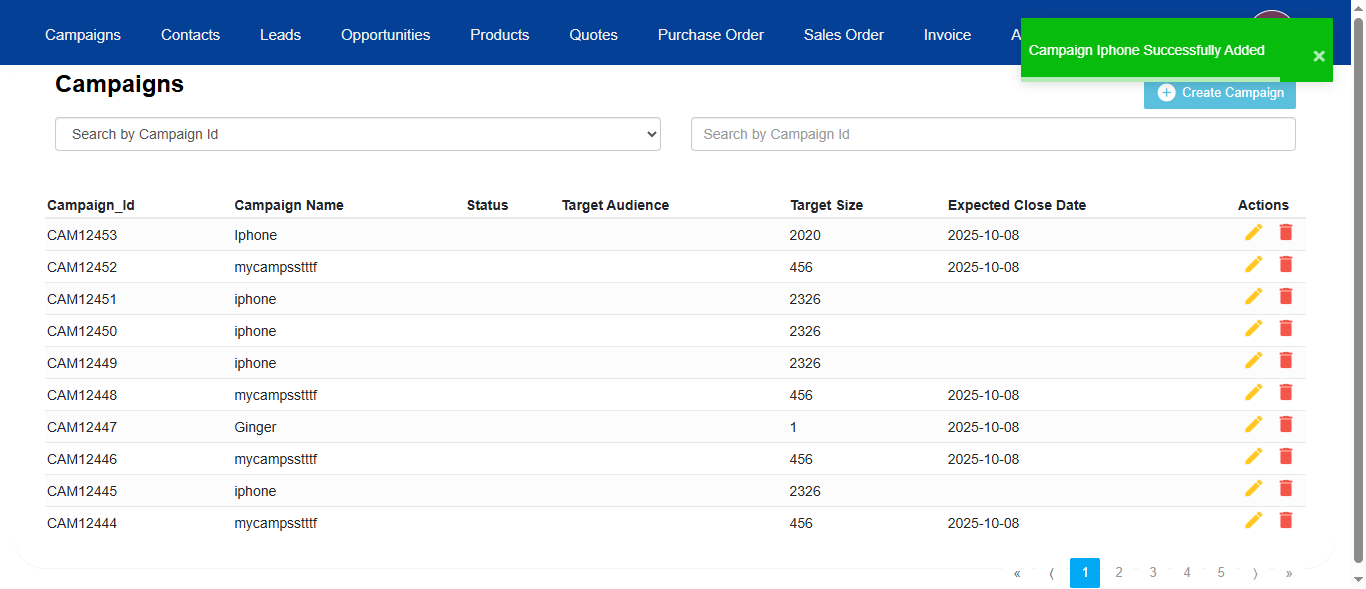 Campaigns Contacts Leads Opportunities Products Quotes Purchase Order Sales Order Invoice A
Campaign Iphone Successfully Added ×
Campaigns
Create Campaign
Search by Campaign Id Search by Campaign Id
Campaign_Id Campaign Name Status Target Audience Target Size Expected Close Date Actions
CAM12453 Iphone 2020 2025-10-08
CAM12452 mycampsstttf 456 2025-10-08
CAM12451 iphone 2326
CAM12450 iphone 2326
CAM12449 iphone 2326
CAM12448 mycampsstttf 456 2025-10-08
CAM12447 Ginger 1 2025-10-08
CAM12446 mycampsstttf 456 2025-10-08
CAM12445 iphone 2326
CAM12444 mycampsstttf 456 2025-10-08
« ⟨ 1 2 3 4 5 ⟩ »